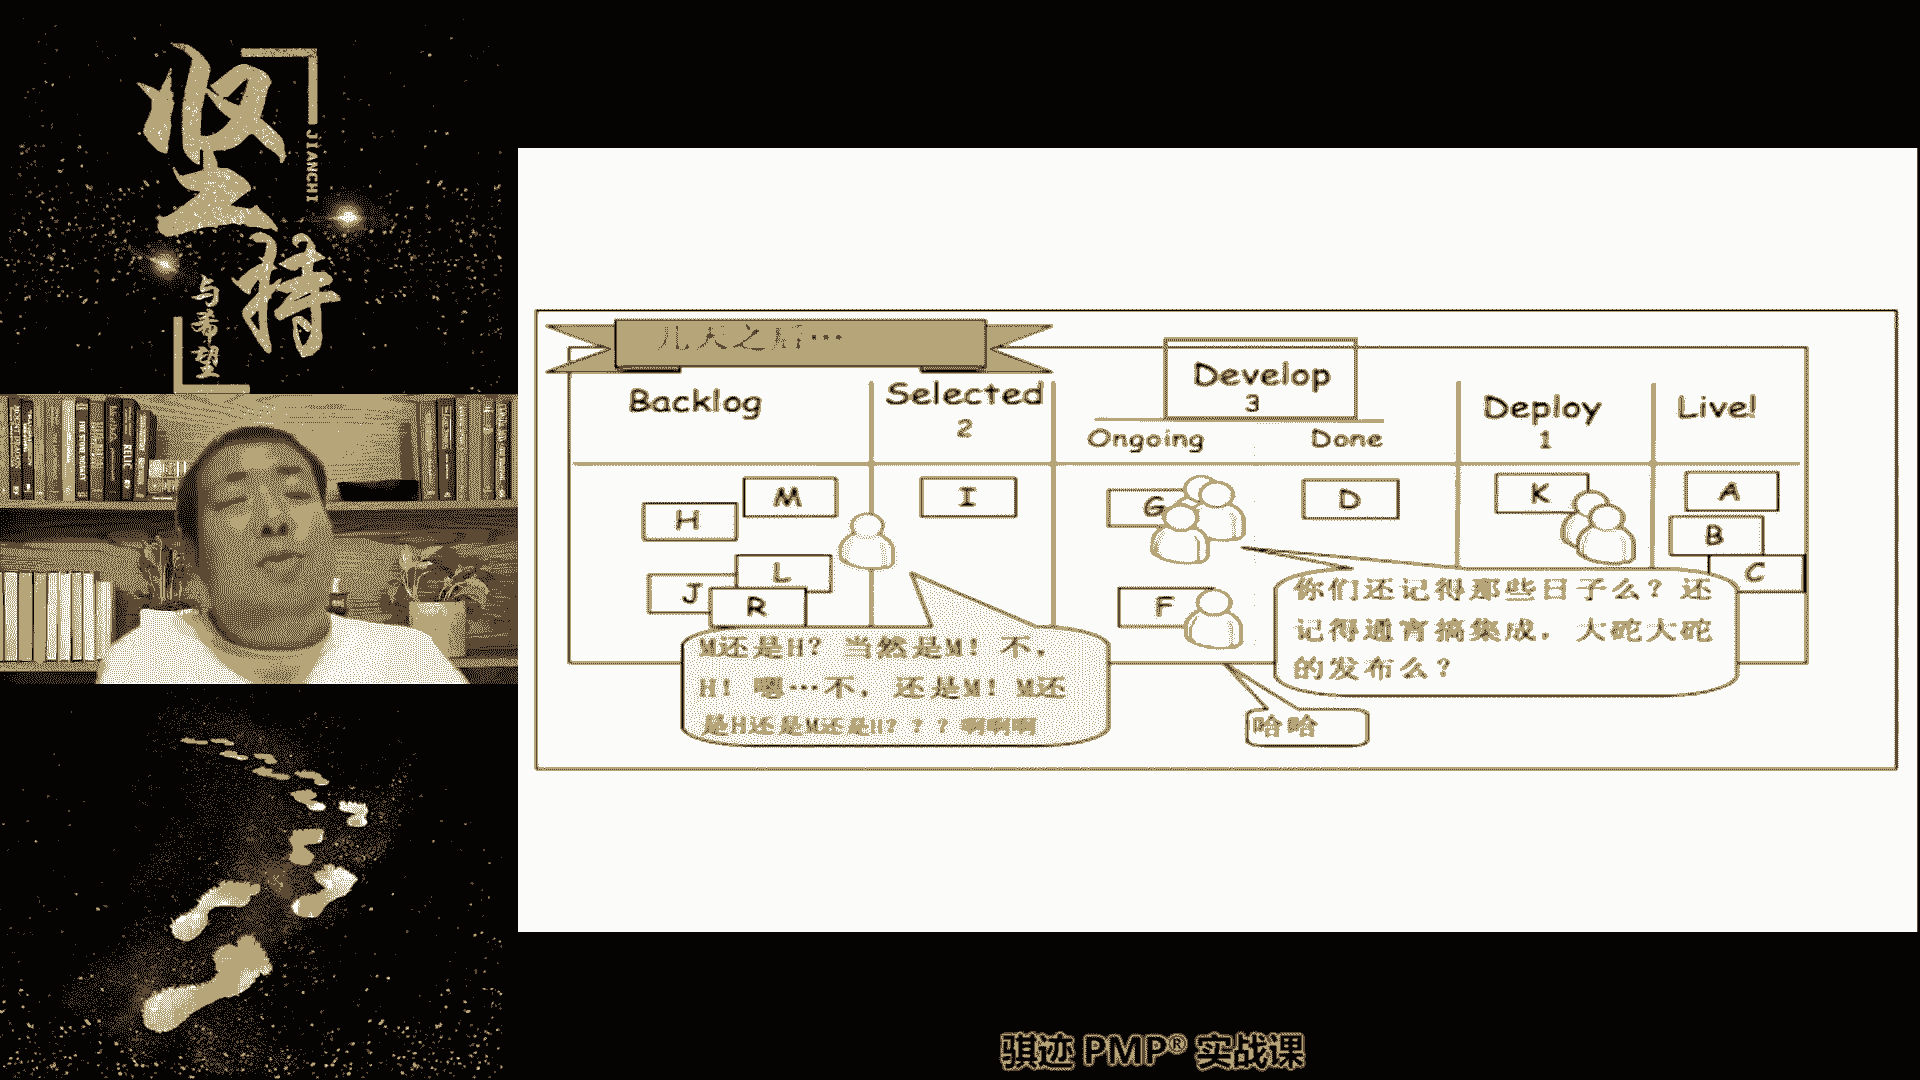 坚持
JIANCHI
与希望
几天之后…
Backlog
Selected
2
Develop
3
Ongoing
Done
Deploy
1
Live!
H
M
J
L
R
I
G
F
D
K
A
B
C
M还是H? 当然是M! 不,
H! 嗯…不, 还是M! M还
是H还是M还是H? ? ? 啊啊啊
你们还记得那些日子么? 还
记得通宵搞集成, 大砣大砣
的发布么?
哈哈
骐迹 PMP® 实战课